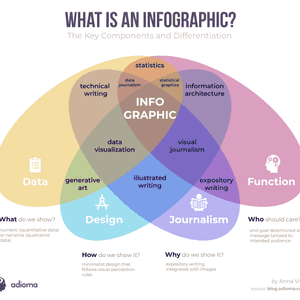 WHAT IS AN INFOGRAPHIC?
The Key Components and Differentiation
statistics
data
journalism
statistical
graphics
technical
writing
information
architecture
INFO
GRAPHIC
data
visualization
visual
journalism
generative
art
illustrated
writing
expository
writing
Data
Design
Journalism
Function
What do we show?
numeric (quantitative) data
or narrative (qualitative)
data)
How do we show it?
minimalist design that
follows visual perception
rules
Why do we show it?
expository writing,
integrated with images
Who should care?
end goal determined
message tailored to
intended audience
adioma
by Anna Vi
source: blog.adioma.c